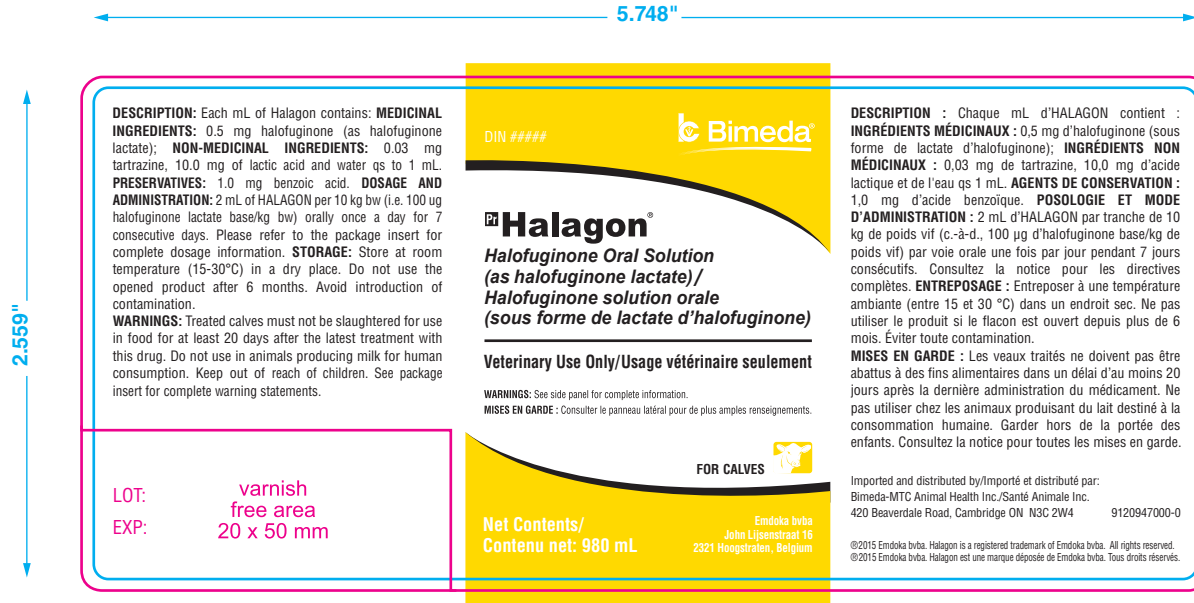 5.748"
2.559"
DESCRIPTION: Each mL of Halagon contains: MEDICINAL
INGREDIENTS: 0.5 mg halofuginone (as halofuginone
lactate); NON-MEDICINAL INGREDIENTS: 0.03 mg
tartrazine, 10.0 mg of lactic acid and water qs to 1 mL.
PRESERVATIVES: 1.0 mg benzoic acid. DOSAGE AND
ADMINISTRATION: 2 mL of HALAGON per 10 kg bw (i.e. 100 ug
halofuginone lactate base/kg bw) orally once a day for 7
consecutive days. Please refer to the package insert for
complete dosage information. STORAGE: Store at room
temperature (15-30°C) in a dry place. Do not use the
opened product after 6 months. Avoid introduction of
contamination.
WARNINGS: Treated calves must not be slaughtered for use
in food for at least 20 days after the latest treatment with
this drug. Do not use in animals producing milk for human
consumption. Keep out of reach of children. See package
insert for complete warning statements.
LOT:
EXP:
varnish
free area
20 x 50 mm
DIN #####
Bimeda®
Pr Halagon®
Halofuginone Oral Solution
(as halofuginone lactate)/
Halofuginone solution orale
(sous forme de lactate d'halofuginone)
Veterinary Use Only/Usage vétérinaire seulement
WARNINGS: See side panel for complete information.
MISES EN GARDE : Consulter le panneau latéral pour de plus amples renseignements.
FOR CALVES
Net Contents/
Contenu net: 980 mL
Emdoka bvba
John Lijsenstraat 16
2321 Hoogstraten, Belgium
DESCRIPTION : Chaque mL d'HALAGON contient :
INGRÉDIENTS MÉDICINAUX : 0,5 mg d'halofuginone (sous
forme de lactate d'halofuginone); INGRÉDIENTS NON
MÉDICINAUX : 0,03 mg de tartrazine, 10,0 mg d'acide
lactique et de l'eau qs 1 mL. AGENTS DE CONSERVATION :
1,0 mg d'acide benzoïque. POSOLOGIE ET MODE
D'ADMINISTRATION : 2 mL d'HALAGON par tranche de 10
kg de poids vif (c.-à-d., 100 µg d'halofuginone base/kg de
poids vif) par voie orale une fois par jour pendant 7 jours
consécutifs. Consultez la notice pour les directives
complètes. ENTREPOSAGE : Entreposer à une température
ambiante (entre 15 et 30 °C) dans un endroit sec. Ne pas
utiliser le produit si le flacon est ouvert depuis plus de 6
mois. Éviter toute contamination.
MISES EN GARDE : Les veaux traités ne doivent pas être
abattus à des fins alimentaires dans un délai d'au moins 20
jours après la dernière administration du médicament. Ne
pas utiliser chez les animaux produisant du lait destiné à la
consommation humaine. Garder hors de la portée des
enfants. Consultez la notice pour toutes les mises en garde.
Imported and distributed by/Importé et distributé par:
Bimeda-MTC Animal Health Inc./Santé Animale Inc.
420 Beaverdale Road, Cambridge ON N3C 2W4 9120947000-0
®2015 Emdoka bvba. Halagon is a registered trademark of Emdoka bvba. All rights reserved.
®2015 Emdoka bvba. Halagon est une marque déposée de Emdoka bvba. Tous droits réservés.